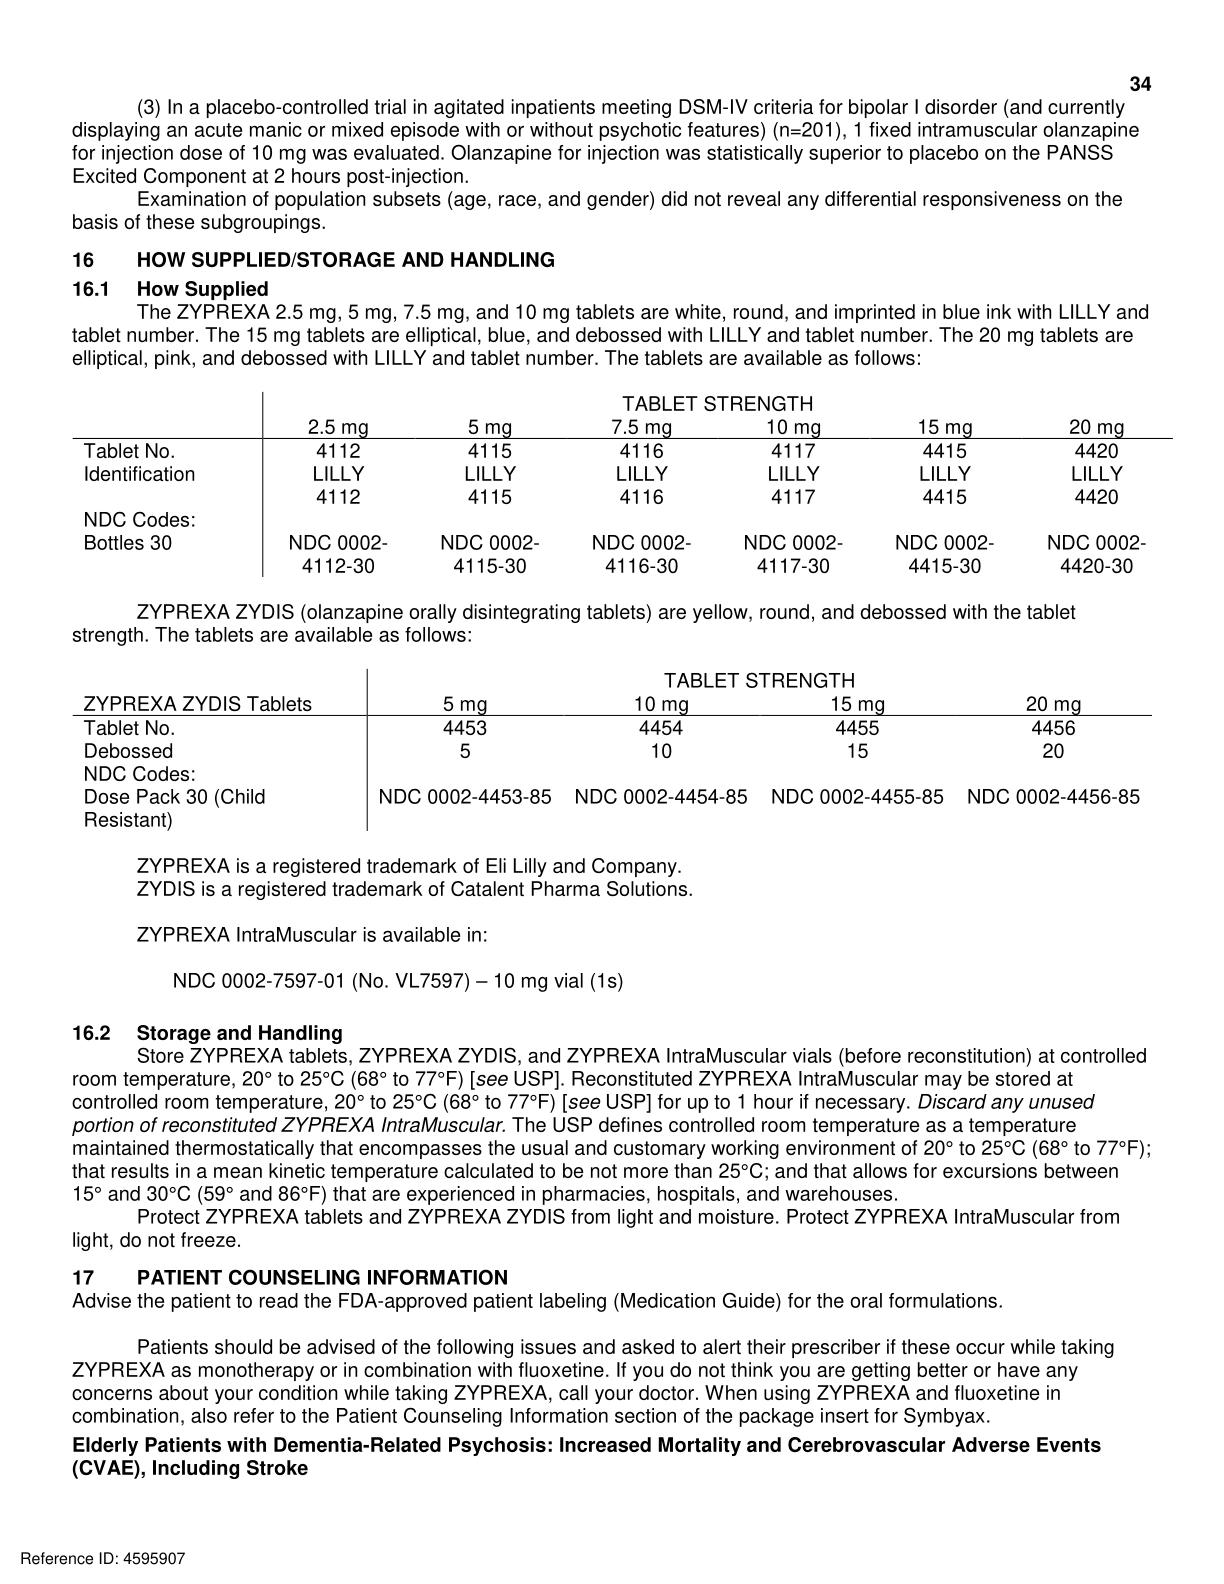 34
(3) In a placebo-controlled trial in agitated inpatients meeting DSM-IV criteria for bipolar I disorder (and currently
displaying an acute manic or mixed episode with or without psychotic features) (n=201), 1 fixed intramuscular olanzapine
for injection dose of 10 mg was evaluated. Olanzapine for injection was statistically superior to placebo on the PANSS
Excited Component at 2 hours post-injection.
Examination of population subsets (age, race, and gender) did not reveal any differential responsiveness on the
basis of these subgroupings.
16 HOW SUPPLIED/STORAGE AND HANDLING
16.1 How Supplied
The ZYPREXA 2.5 mg, 5 mg, 7.5 mg, and 10 mg tablets are white, round, and imprinted in blue ink with LILLY and
tablet number. The 15 mg tablets are elliptical, blue, and debossed with LILLY and tablet number. The 20 mg tablets are
elliptical, pink, and debossed with LILLY and tablet number. The tablets are available as follows:
TABLET STRENGTH
2.5 mg 5 mg 7.5 mg 10 mg 15 mg 20 mg
Tablet No. 4112 4115 4116 4117 4415 4420
Identification LILLY LILLY LILLY LILLY LILLY LILLY
4112 4115 4116 4117 4415 4420
NDC Codes:
Bottles 30 NDC 0002- NDC 0002- NDC 0002- NDC 0002- NDC 0002- NDC 0002-
4112-30 4115-30 4116-30 4117-30 4415-30 4420-30
ZYPREXA ZYDIS (olanzapine orally disintegrating tablets) are yellow, round, and debossed with the tablet
strength. The tablets are available as follows:
TABLET STRENGTH
ZYPREXA ZYDIS Tablets 5 mg 10 mg 15 mg 20 mg
Tablet No. 4453 4454 4455 4456
Debossed 5 10 15 20
NDC Codes:
Dose Pack 30 (Child NDC 0002-4453-85 NDC 0002-4454-85 NDC 0002-4455-85 NDC 0002-4456-85
Resistant)
ZYPREXA is a registered trademark of Eli Lilly and Company.
ZYDIS is a registered trademark of Catalent Pharma Solutions.
ZYPREXA IntraMuscular is available in:
NDC 0002-7597-01 (No. VL7597) – 10 mg vial (1s)
16.2 Storage and Handling
Store ZYPREXA tablets, ZYPREXA ZYDIS, and ZYPREXA IntraMuscular vials (before reconstitution) at controlled
room temperature, 20° to 25°C (68° to 77°F) [see USP]. Reconstituted ZYPREXA IntraMuscular may be stored at
controlled room temperature, 20° to 25°C (68° to 77°F) [see USP] for up to 1 hour if necessary. Discard any unused
portion of reconstituted ZYPREXA IntraMuscular. The USP defines controlled room temperature as a temperature
maintained thermostatically that encompasses the usual and customary working environment of 20° to 25°C (68° to 77°F);
that results in a mean kinetic temperature calculated to be not more than 25°C; and that allows for excursions between
15° and 30°C (59° and 86°F) that are experienced in pharmacies, hospitals, and warehouses.
Protect ZYPREXA tablets and ZYPREXA ZYDIS from light and moisture. Protect ZYPREXA IntraMuscular from
light, do not freeze.
17 PATIENT COUNSELING INFORMATION
Advise the patient to read the FDA-approved patient labeling (Medication Guide) for the oral formulations.
Patients should be advised of the following issues and asked to alert their prescriber if these occur while taking
ZYPREXA as monotherapy or in combination with fluoxetine. If you do not think you are getting better or have any
concerns about your condition while taking ZYPREXA, call your doctor. When using ZYPREXA and fluoxetine in
combination, also refer to the Patient Counseling Information section of the package insert for Symbyax.
Elderly Patients with Dementia-Related Psychosis: Increased Mortality and Cerebrovascular Adverse Events
(CVAE), Including Stroke
Reference ID: 4595907